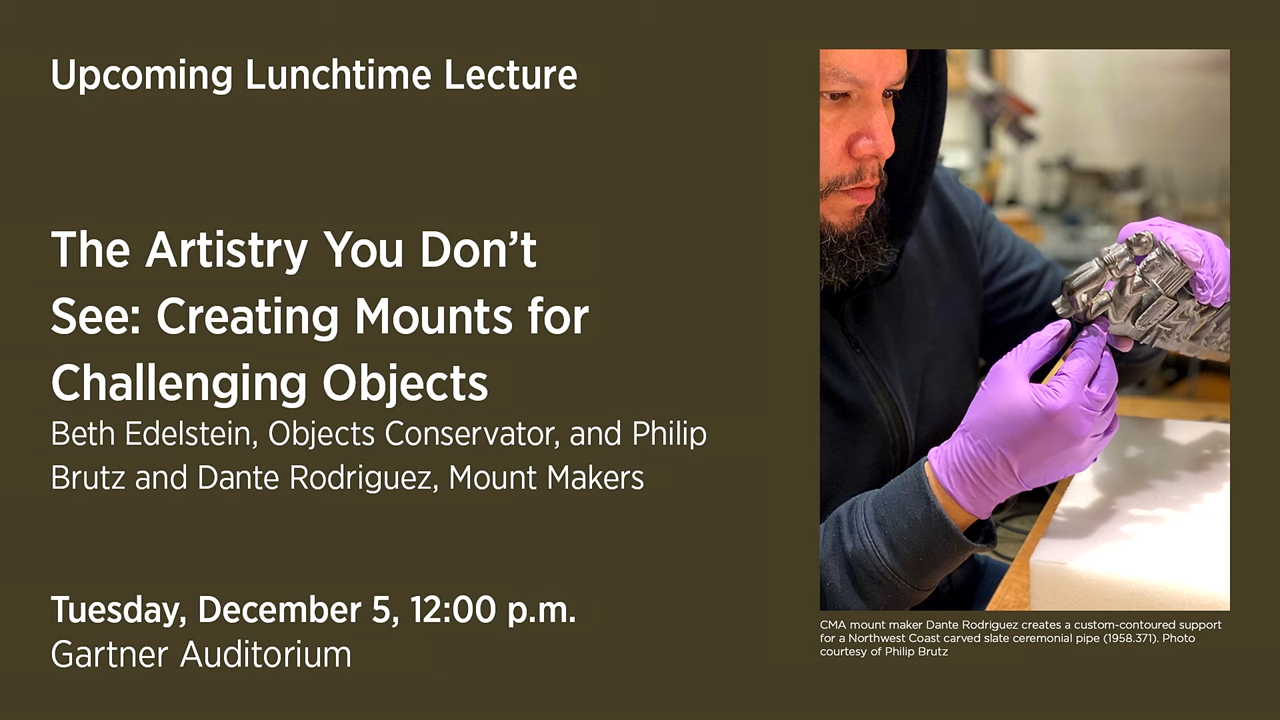 Upcoming Lunchtime Lecture
The Artistry You Don’t
See: Creating Mounts for
Challenging Objects
Beth Edelstein, Objects Conservator, and Philip
Brutz and Dante Rodriguez, Mount Makers
Tuesday, December 5, 12:00 p.m.
Gartner Auditorium
CMA mount maker Dante Rodriguez creates a custom-contoured support
for a Northwest Coast carved slate ceremonial pipe (1958.371). Photo
courtesy of Philip Brutz